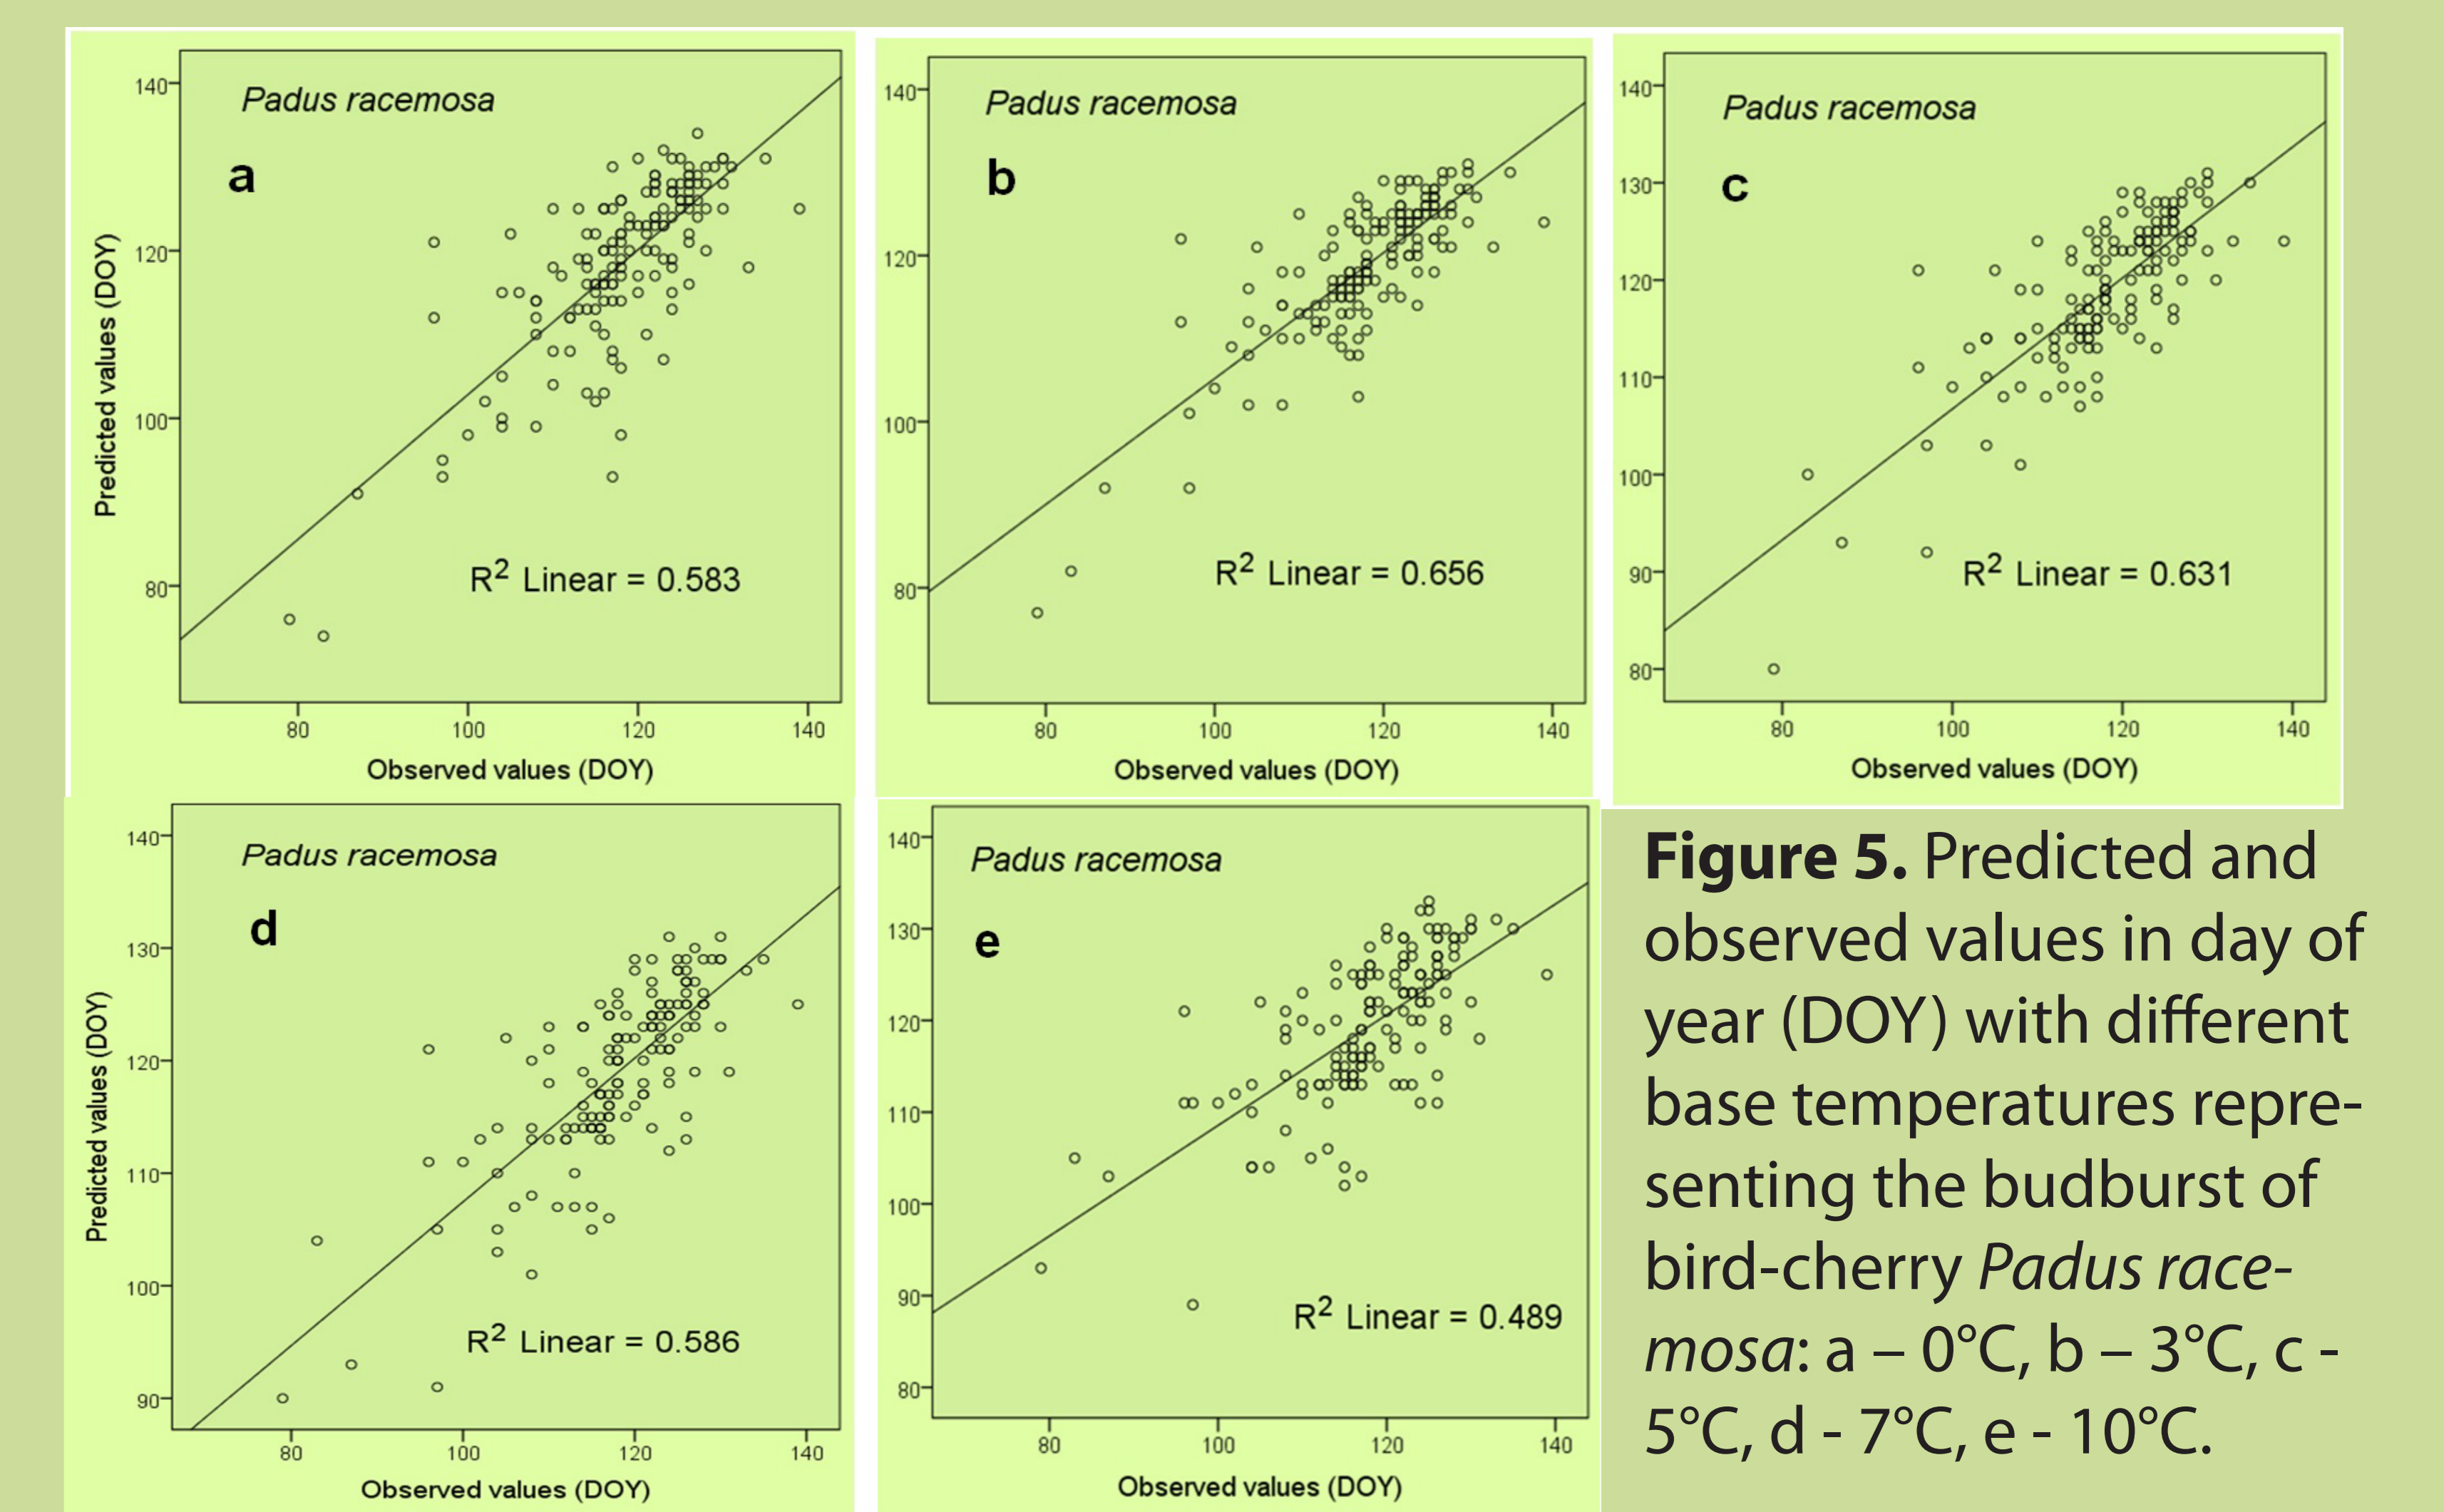 Padus racemosa
a
R² Linear = 0.583
Predicted values (DOY)
140
120
100
80
80 100 120 140
Observed values (DOY)
Padus racemosa
b
R² Linear = 0.656
140
120
100
80
80 100 120 140
Observed values (DOY)
Padus racemosa
c
R² Linear = 0.631
140
130
120
110
100
90
80
80 100 120 140
Observed values (DOY)
Padus racemosa
d
R² Linear = 0.586
Predicted values (DOY)
140
130
120
110
100
90
80 100 120 140
Observed values (DOY)
Padus racemosa
e
R² Linear = 0.489
140
130
120
110
100
90
80
80 100 120 140
Observed values (DOY)
Figure 5. Predicted and
observed values in day of
year (DOY) with different
base temperatures repre-
senting the budburst of
bird-cherry Padus race-
mosa: a – 0°C, b – 3°C, c -
5°C, d - 7°C, e - 10°C.